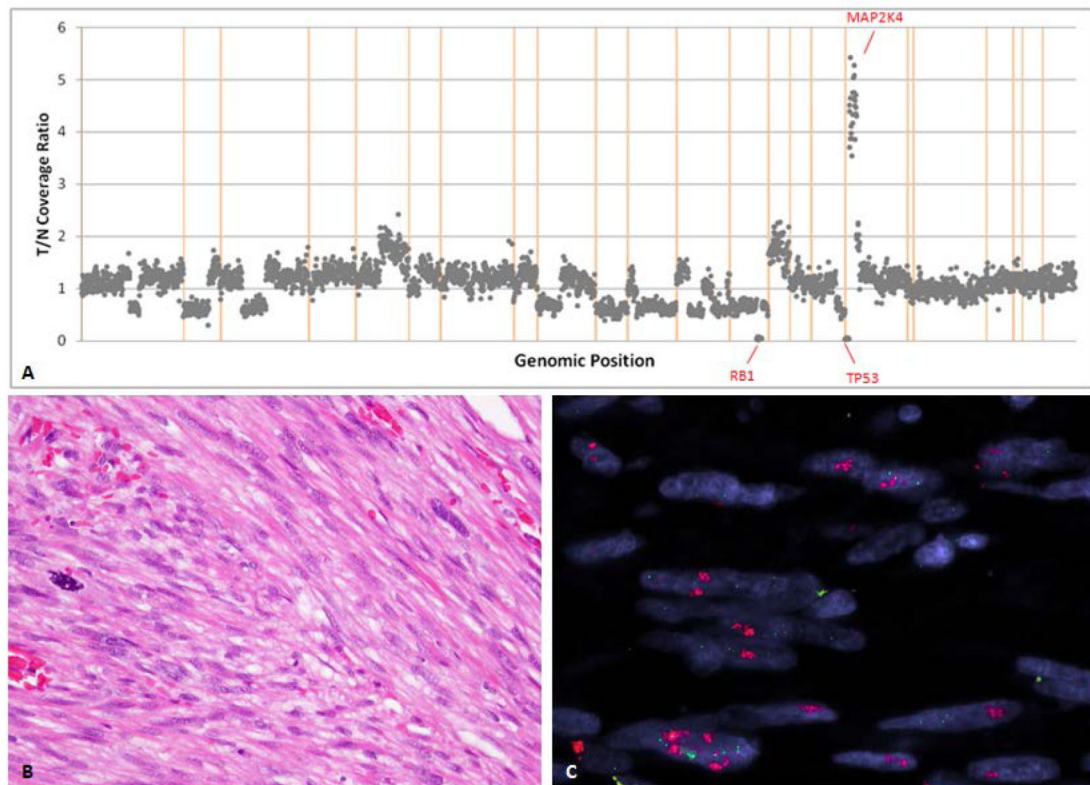 MAP2K4
6
5
4
3
2
1
0
T/N Coverage Ratio
Genomic Position
RB1
TP53
A
B
C